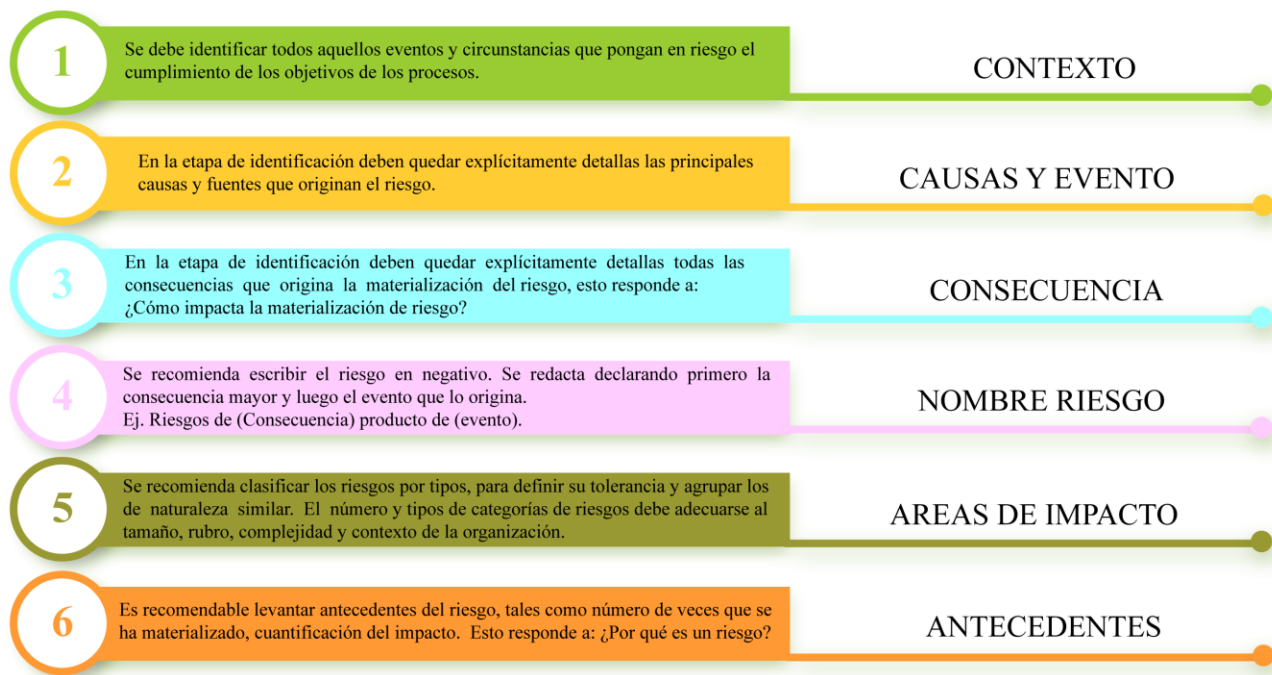 1
Se debe identificar todos aquellos eventos y circunstancias que pongan en riesgo el
cumplimiento de los objetivos de los procesos.
CONTEXTO
2
En la etapa de identificación deben quedar explícitamente detallas las principales
causas y fuentes que originan el riesgo.
CAUSAS Y EVENTO
3
En la etapa de identificación deben quedar explícitamente detallas todas las
consecuencias que origina la materialización del riesgo, esto responde a:
¿Cómo impacta la materialización de riesgo?
CONSECUENCIA
4
Se recomienda escribir el riesgo en negativo. Se redacta declarando primero la
consecuencia mayor y luego el evento que lo origina.
Ej. Riesgos de (Consecuencia) producto de (evento).
NOMBRE RIESGO
5
Se recomienda clasificar los riesgos por tipos, para definir su tolerancia y agrupar los
de naturaleza similar. El número y tipos de categorías de riesgos debe adecuarse al
tamaño, rubro, complejidad y contexto de la organización.
AREAS DE IMPACTO
6
Es recomendable levantar antecedentes del riesgo, tales como número de veces que se
ha materializado, cuantificación del impacto. Esto responde a: ¿Por qué es un riesgo?
ANTECEDENTES